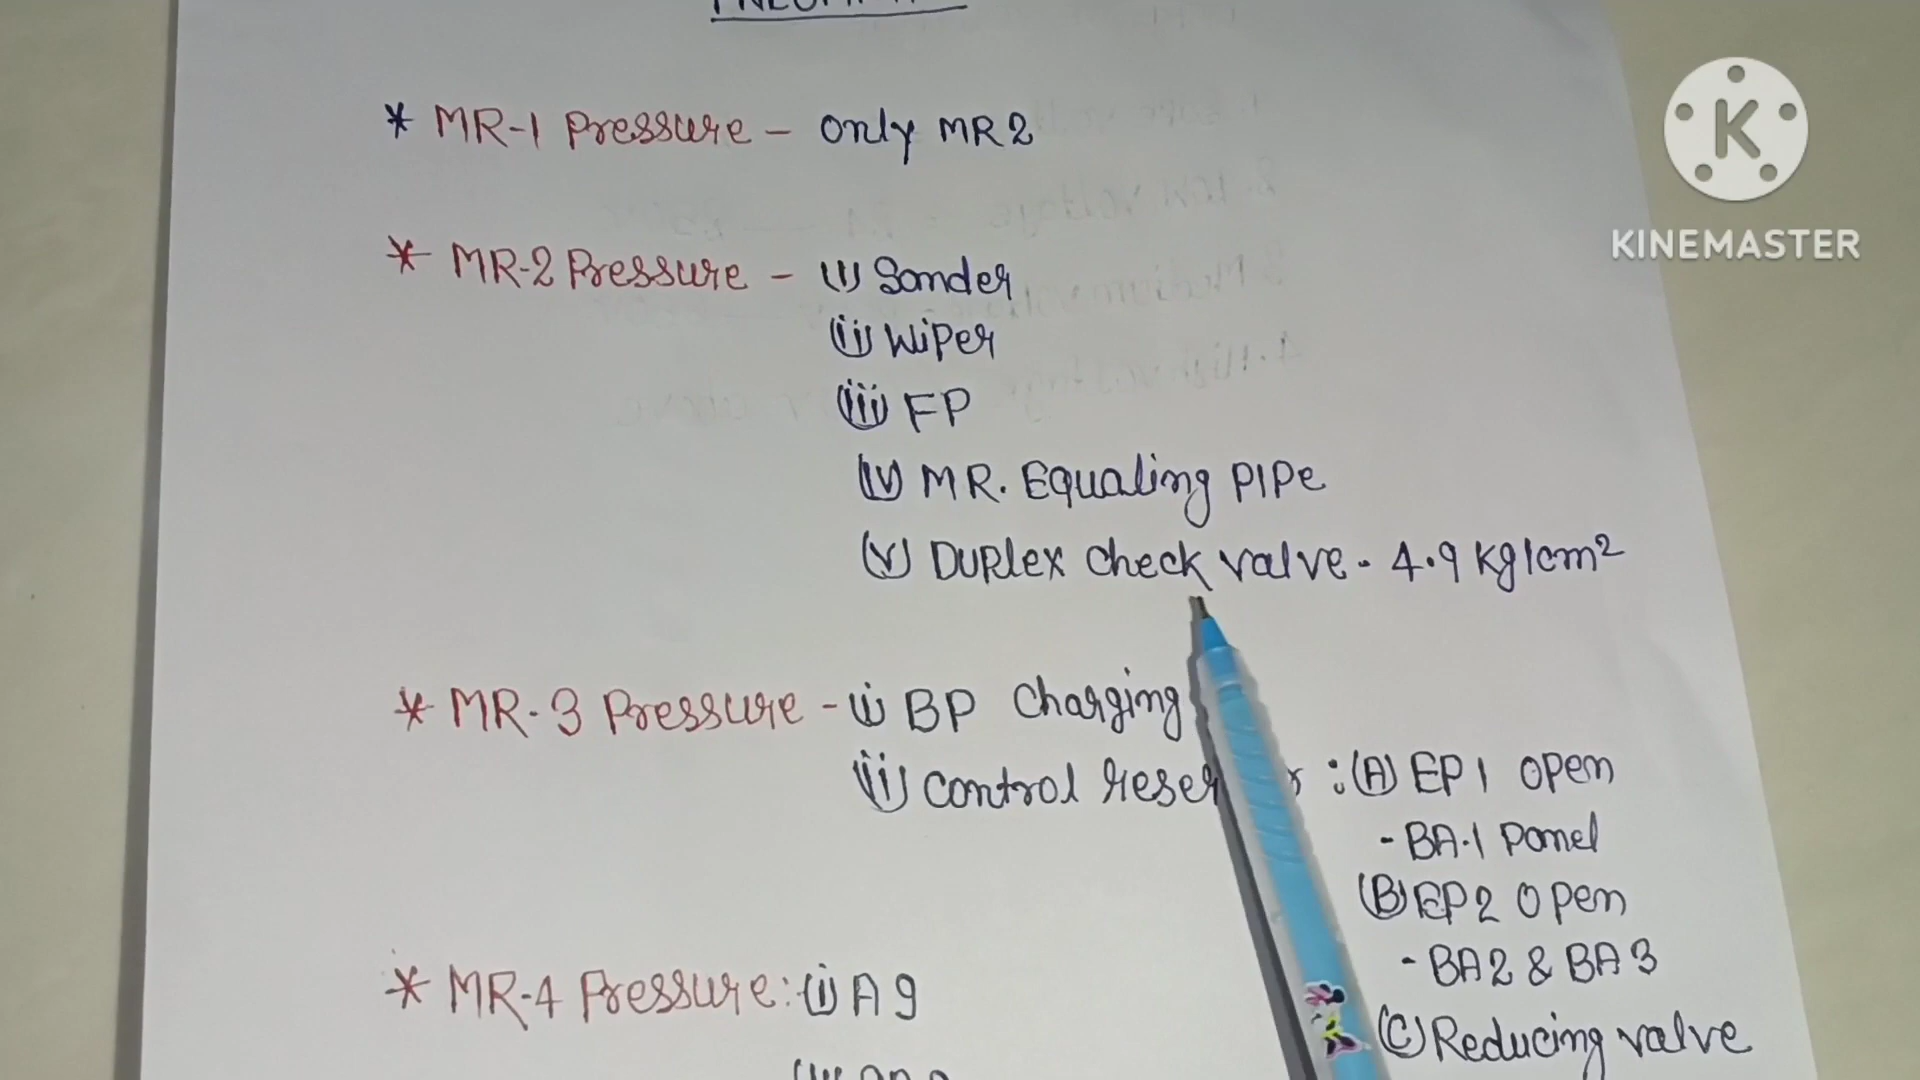 * MR-1 Pressure - only MR2
* MR-2 Pressure - (i) Sander
(ii) Wiper
(iii) FP
(iv) MR. Equaling PIPe
(v) Duplex check valve - 4.9 kg/cm²
* MR-3 Pressure - (i) BP Charging
(ii) control : (A) EP1 open
- BA-1 Panel
(B) EP2 open
- BA2 & BA3
* MR-4 Pressure : (i) A9
(C) Reducing valve
K
KINEMASTER